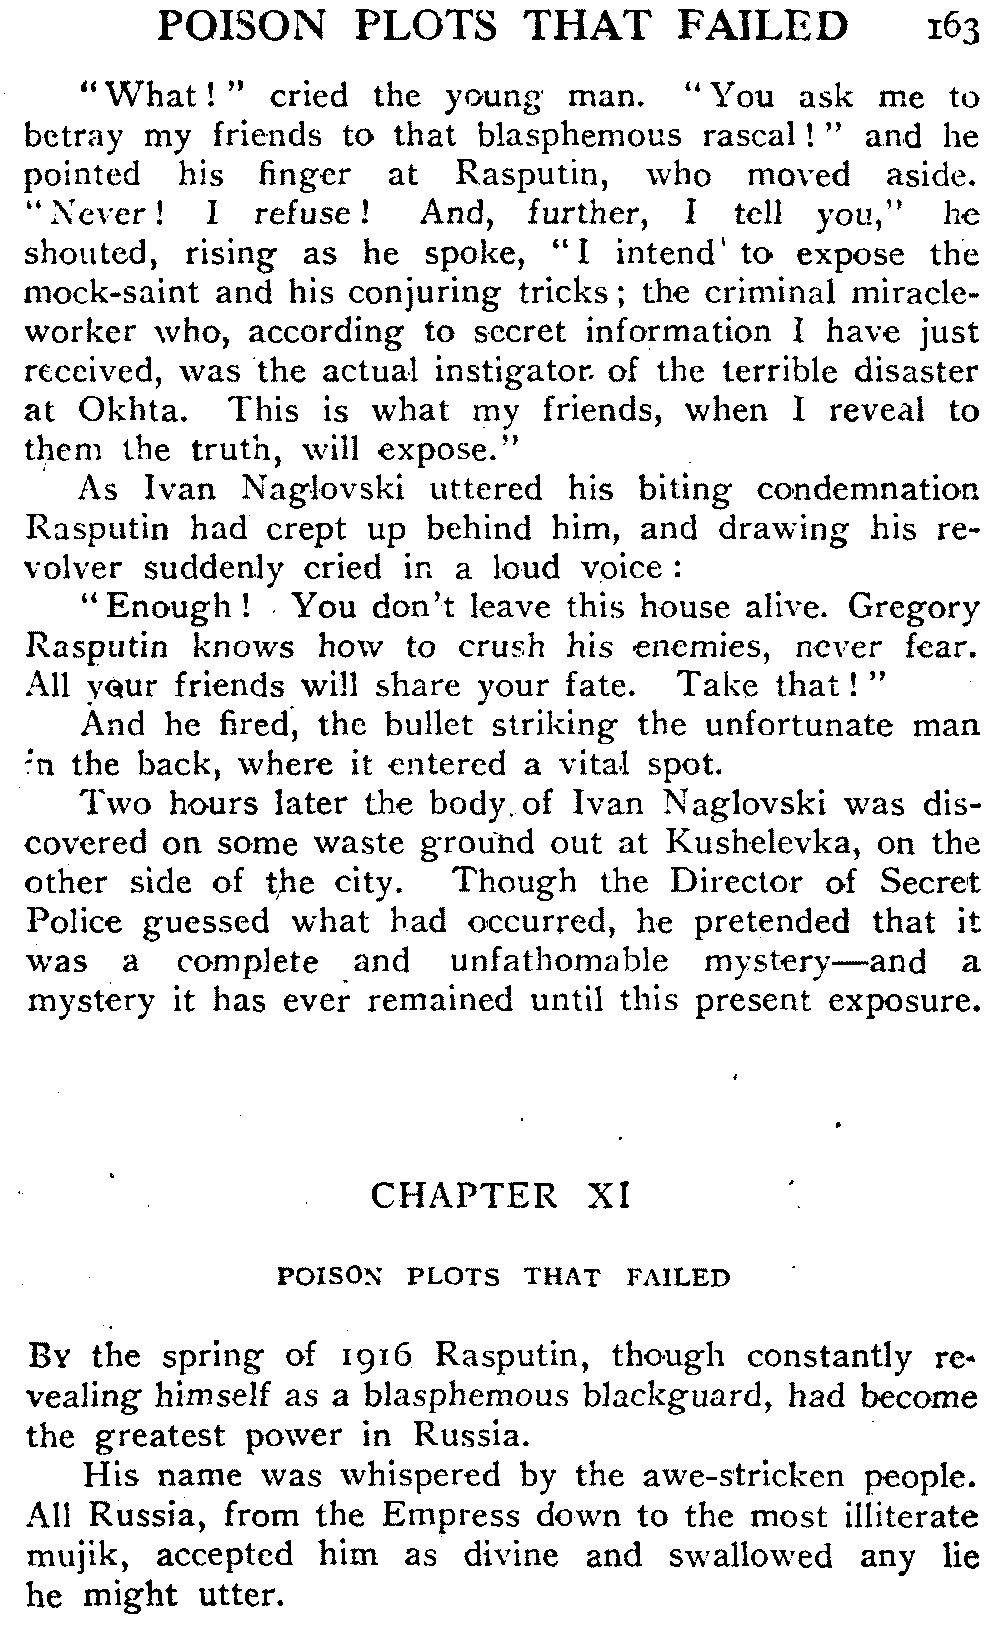 POISON PLOTS THAT FAILED 163
"What!" cried the young man. "You ask me to
betray my friends to that blasphemous rascal!" and he
pointed his finger at Rasputin, who moved aside.
"Never! I refuse! And, further, I tell you," he
shouted, rising as he spoke, "I intend to expose the
mock-saint and his conjuring tricks; the criminal miracle-
worker who, according to secret information I have just
received, was the actual instigator of the terrible disaster
at Okhta. This is what my friends, when I reveal to
them the truth, will expose."
As Ivan Naglovski uttered his biting condemnation
Rasputin had crept up behind him, and drawing his re-
volver suddenly cried in a loud voice:
"Enough! You don't leave this house alive. Gregory
Rasputin knows how to crush his enemies, never fear.
All your friends will share your fate. Take that!"
And he fired, the bullet striking the unfortunate man
in the back, where it entered a vital spot.
Two hours later the body of Ivan Naglovski was dis-
covered on some waste ground out at Kushelevka, on the
other side of the city. Though the Director of Secret
Police guessed what had occurred, he pretended that it
was a complete and unfathomable mystery—and a
mystery it has ever remained until this present exposure.
CHAPTER XI
POISON PLOTS THAT FAILED
By the spring of 1916 Rasputin, though constantly re-
vealing himself as a blasphemous blackguard, had become
the greatest power in Russia.
His name was whispered by the awe-stricken people.
All Russia, from the Empress down to the most illiterate
mujik, accepted him as divine and swallowed any lie
he might utter.